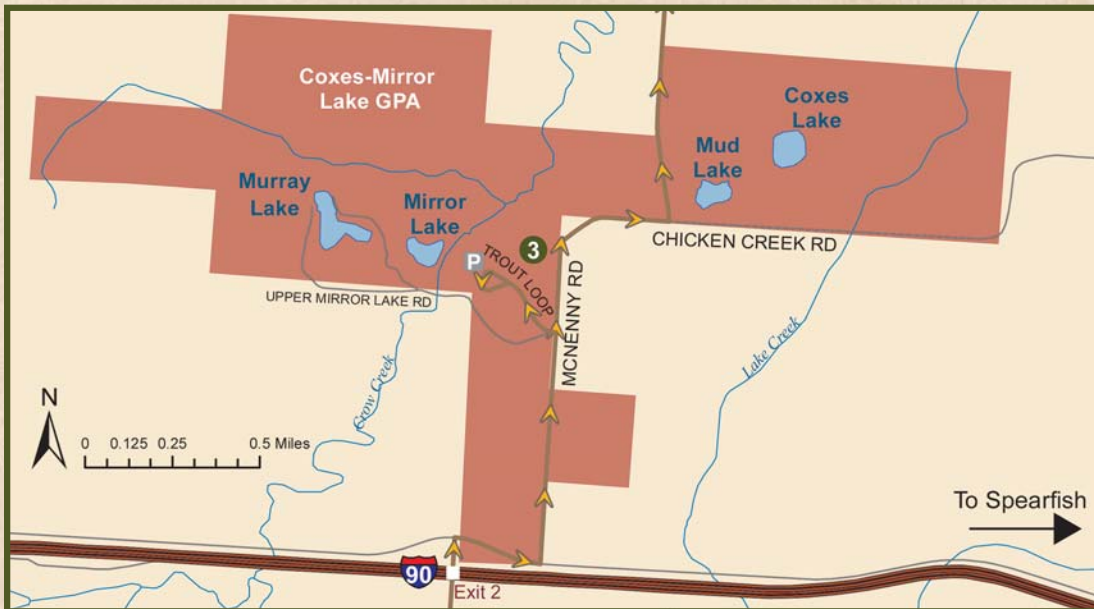 Coxes-Mirror
Lake GPA
Coxes
Lake
Mud
Lake
Murray
Lake
Mirror
Lake
3
P
TROUT LOOP
CHICKEN CREEK RD
UPPER MIRROR LAKE RD
MCNENNY RD
Crow Creek
Lake Creek
N
0 0.125 0.25 0.5 Miles
To Spearfish
90
Exit 2